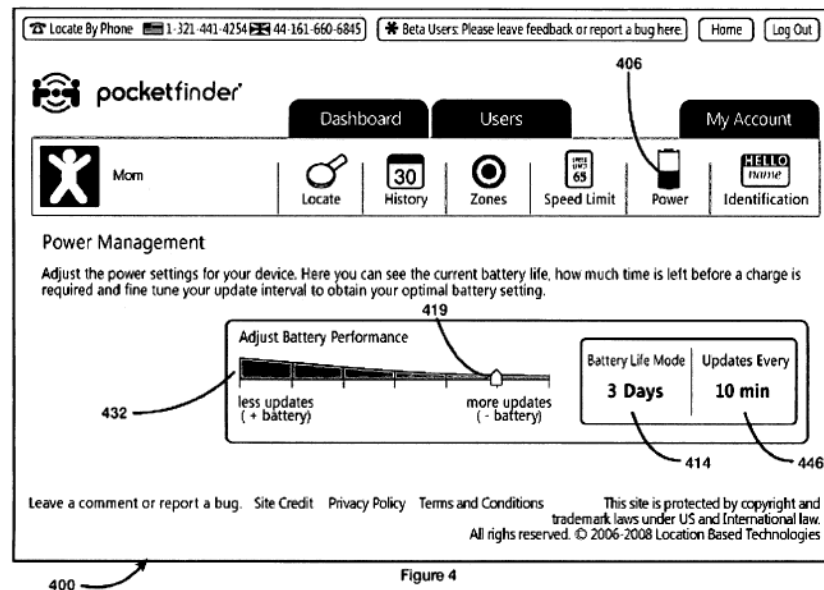 Locate By Phone 1-321-441-4254 44-161-660-6845 * Beta Users: Please leave feedback or report a bug here. Home Log Out
406
pocketfinder
Dashboard Users My Account
Mom
30
65
HELLO
name
Locate History Zones Speed Limit Power Identification
Power Management
Adjust the power settings for your device. Here you can see the current battery life, how much time is left before a charge is
required and fine tune your update interval to obtain your optimal battery setting.
419
Adjust Battery Performance
Battery Life Mode Updates Every
3 Days 10 min
less updates more updates
( + battery) ( - battery)
432
414 446
Leave a comment or report a bug. Site Credit Privacy Policy Terms and Conditions This site is protected by copyright and
trademark laws under US and International law.
All righs reserved. © 2006-2008 Location Based Technologies
400
Figure 4